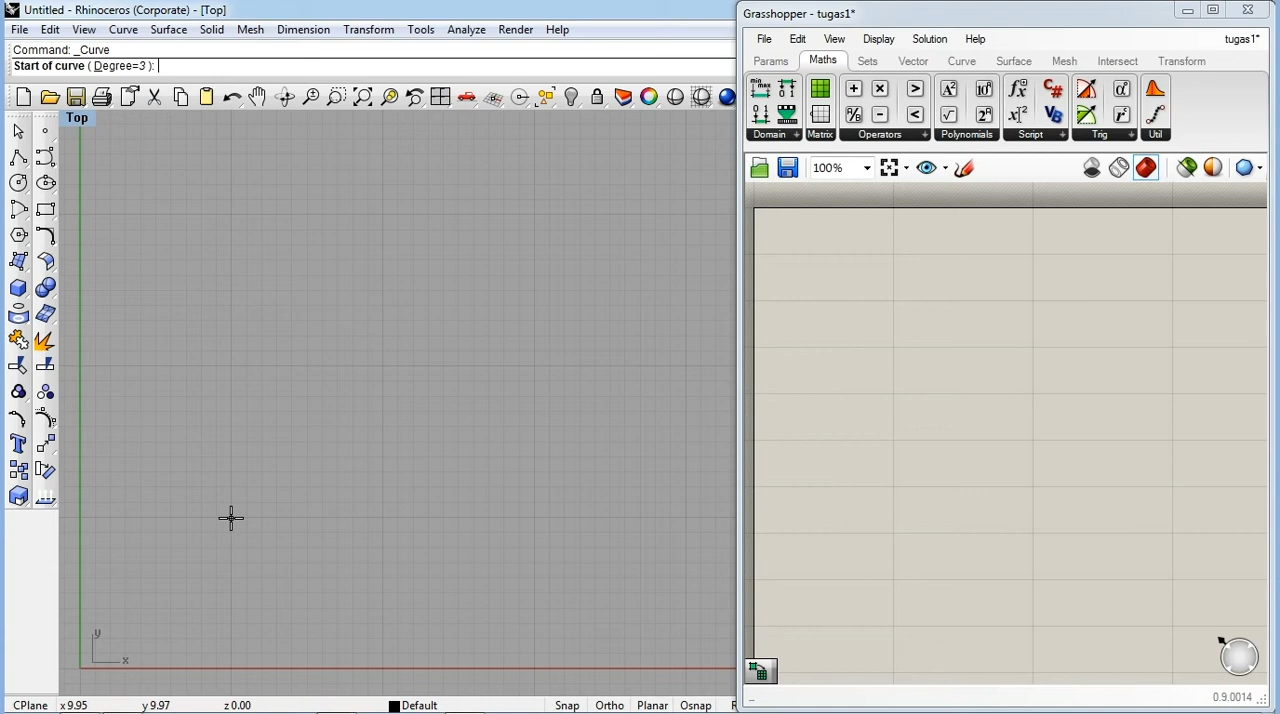 Untitled - Rhinoceros (Corporate) - [Top]
File Edit View Curve Surface Solid Mesh Dimension Transform Tools Analyze Render Help
Command: _Curve
Start of curve ( Degree=3 ):
Top
y
x
CPlane x 9.95 y 9.97 z 0.00 Default Snap Ortho Planar Osnap
Grasshopper - tugas1*
File Edit View Display Solution Help tugas1*
Params Maths Sets Vector Curve Surface Mesh Intersect Transform
Domain Matrix Operators Polynomials Script Trig Util
100%
0.9.0014